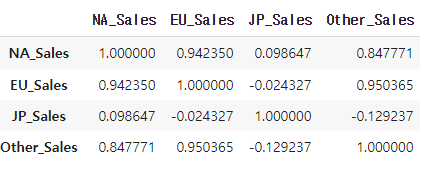 NA_Sales EU_Sales JP_Sales Other_Sales
NA_Sales 1.000000 0.942350 0.098647 0.847771
EU_Sales 0.942350 1.000000 -0.024327 0.950365
JP_Sales 0.098647 -0.024327 1.000000 -0.129237
Other_Sales 0.847771 0.950365 -0.129237 1.000000